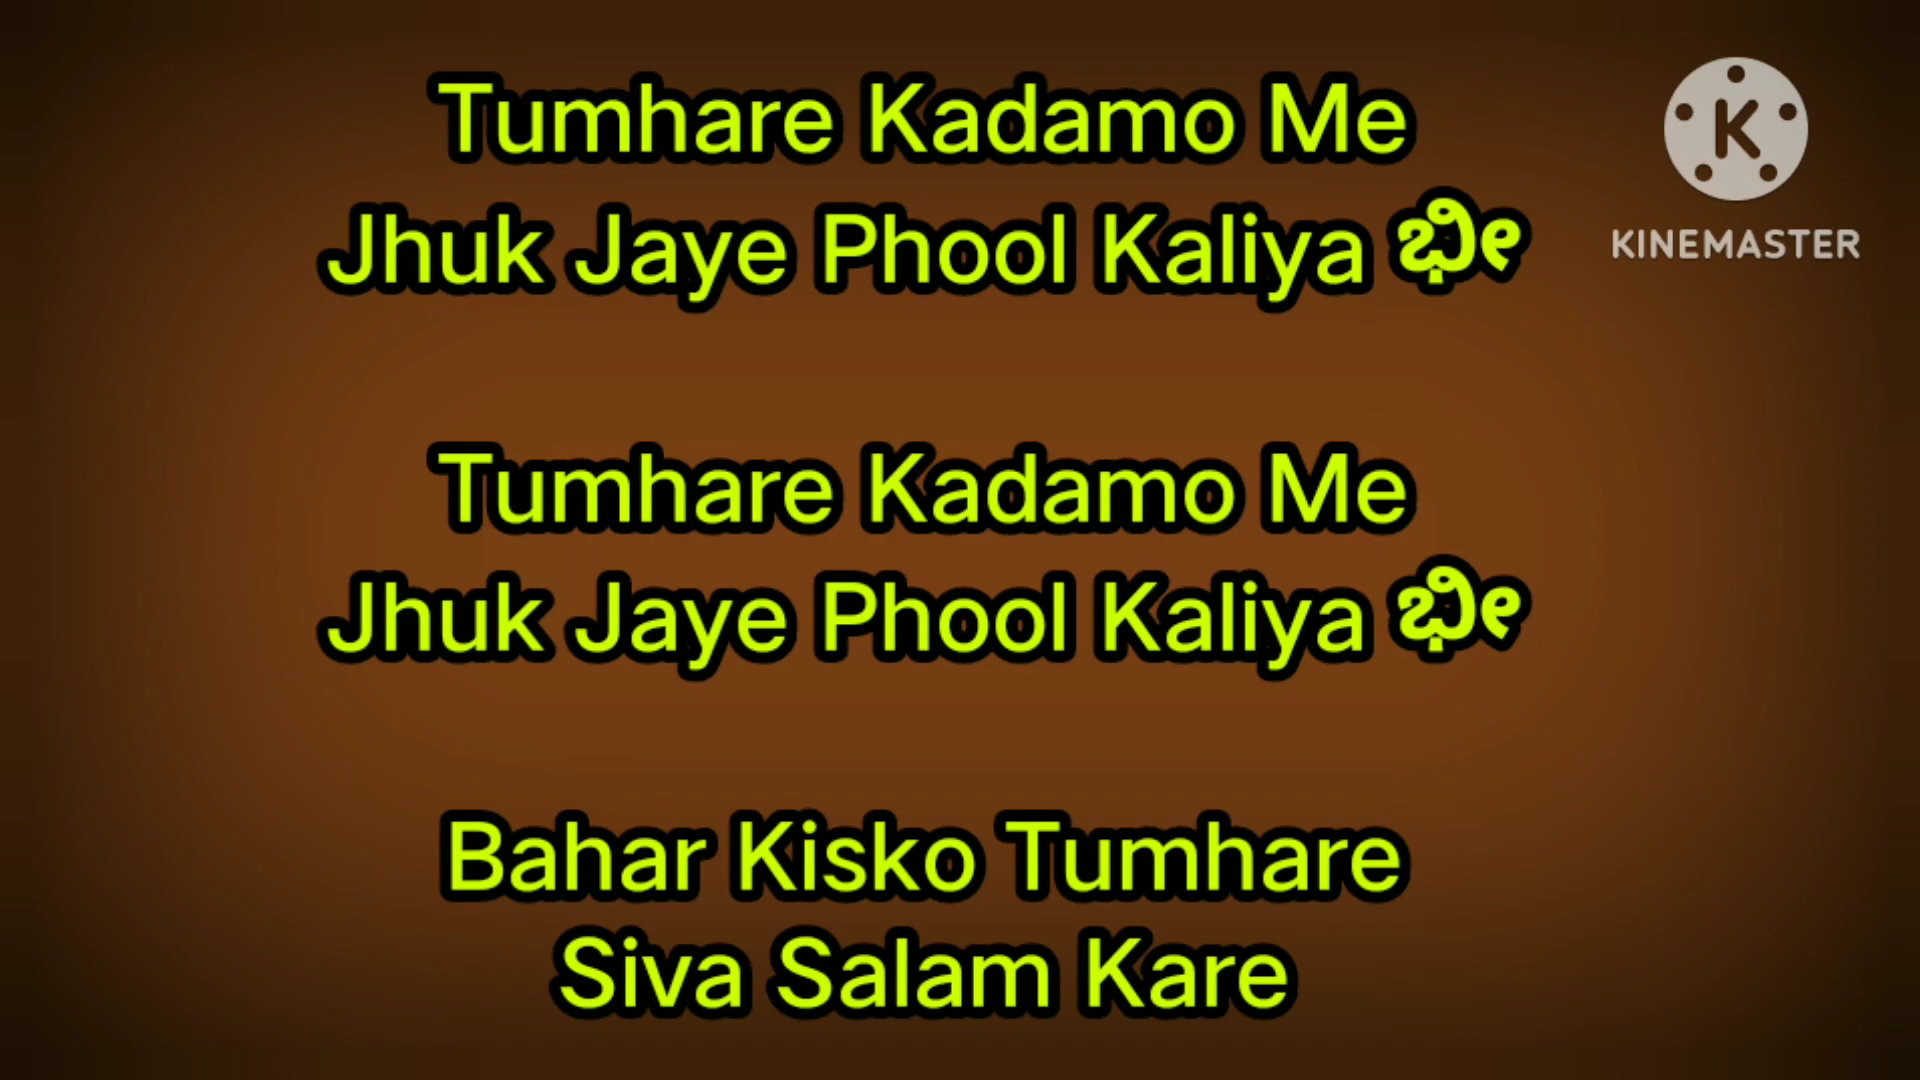 Tumhare Kadamo Me
Jhuk Jaye Phool Kaliya ಭೀ
Tumhare Kadamo Me
Jhuk Jaye Phool Kaliya ಭೀ
Bahar Kisko Tumhare
Siva Salam Kare
K
KINEMASTER